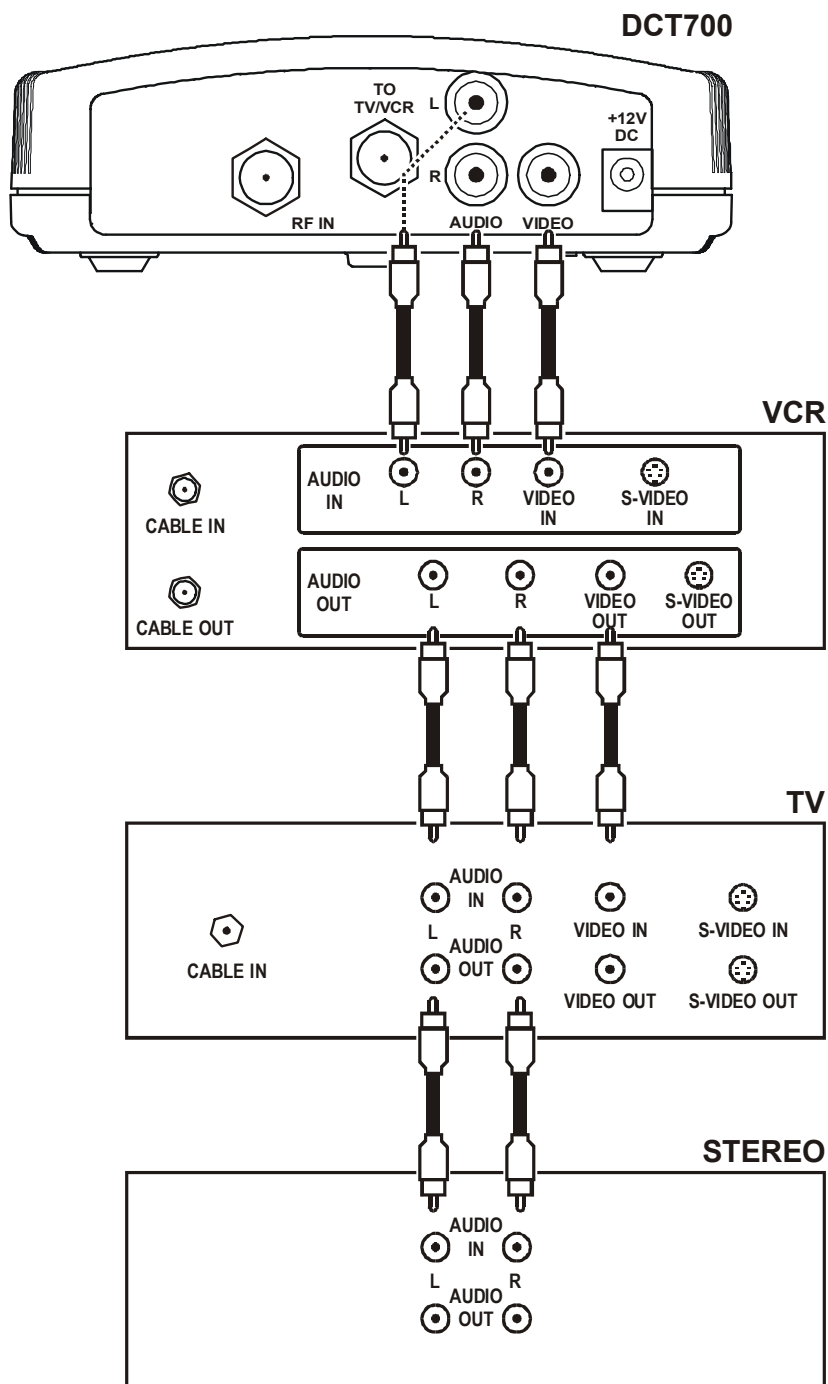 DCT700
TO
TV/VCR
L
+12V
DC
R
RF IN
AUDIO
VIDEO
VCR
AUDIO
IN
L
R
VIDEO
IN
S-VIDEO
IN
CABLE IN
AUDIO
OUT
L
R
VIDEO
OUT
S-VIDEO
OUT
CABLE OUT
TV
AUDIO
IN
L
R
VIDEO IN
S-VIDEO IN
CABLE IN
AUDIO
OUT
VIDEO OUT
S-VIDEO OUT
STEREO
AUDIO
IN
L
R
AUDIO
OUT